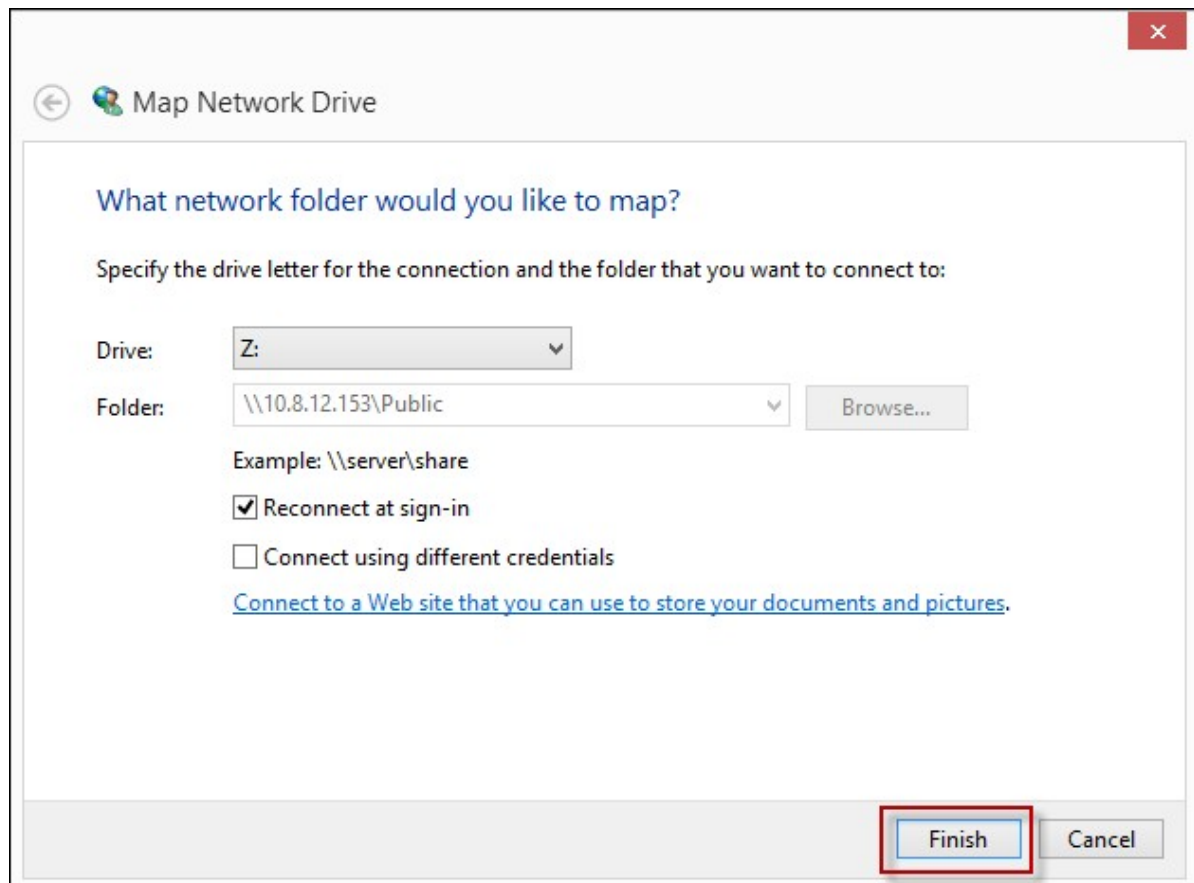 Map Network Drive
What network folder would you like to map?
Specify the drive letter for the connection and the folder that you want to connect to:
Drive: Z:
Folder: \\10.8.12.153\Public Browse...
Example: \\server\share
Reconnect at sign-in
Connect using different credentials
Connect to a Web site that you can use to store your documents and pictures.
Finish Cancel